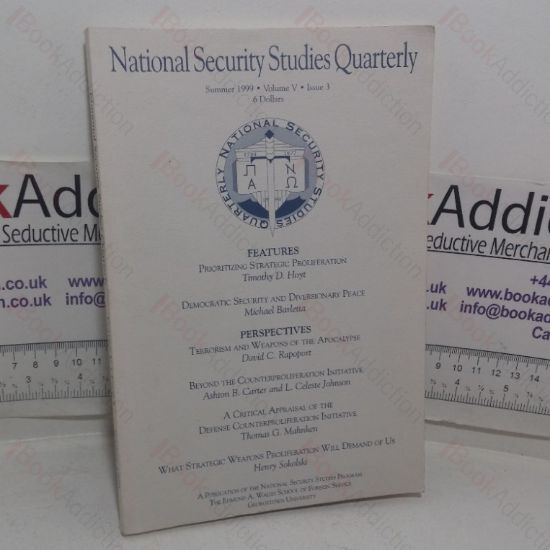 National Security Studies Quarterly
Summer 1999 • Volume V • Issue 3
6 Dollars
NATIONAL SECURITY STUDIES QUARTERLY
FEATURES
PRIORITIZING STRATEGIC PROLIFERATION
Timothy D. Hoyt
DEMOCRATIC SECURITY AND DIVERSIONARY PEACE
Michael Barletta
PERSPECTIVES
TERRORISM AND WEAPONS OF THE APOCALYPSE
David C. Rapoport
BEYOND THE COUNTERPROLIFERATION INITIATIVE
Ashton B. Carter and L. Celeste Johnson
A CRITICAL APPRAISAL OF THE
DEFENSE COUNTERPROLIFERATION INITIATIVE
Thomas G. Mahnken
WHAT STRATEGIC WEAPONS PROLIFERATION WILL DEMAND OF US
Henry Sokolski
A PUBLICATION OF THE NATIONAL SECURITY STUDIES PROGRAM
THE EDMUND A. WALSH SCHOOL OF FOREIGN SERVICE
GEORGETOWN UNIVERSITY
kAddi
Seductive Mer
n.co.uk
n.co.uk info@
kAddic
eductive Merchan
+44
uk www.booka
uk info@bookad
Ca
BookAddiction